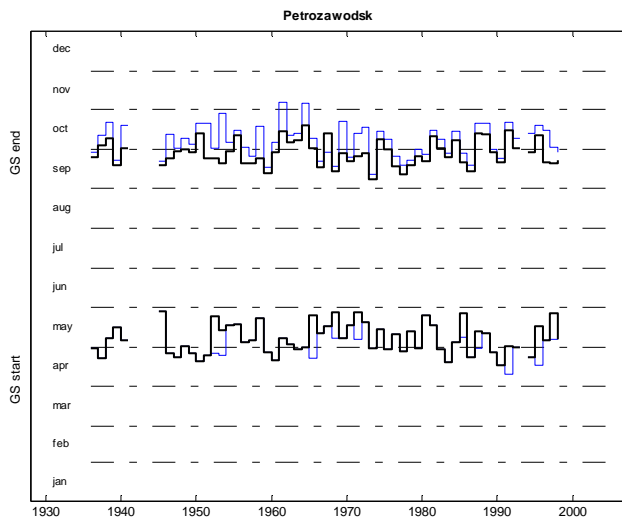 Petrozawodsk
dec
nov
oct
sep
aug
jul
jun
may
apr
mar
feb
jan
GS end
GS start
1930 1940 1950 1960 1970 1980 1990 2000